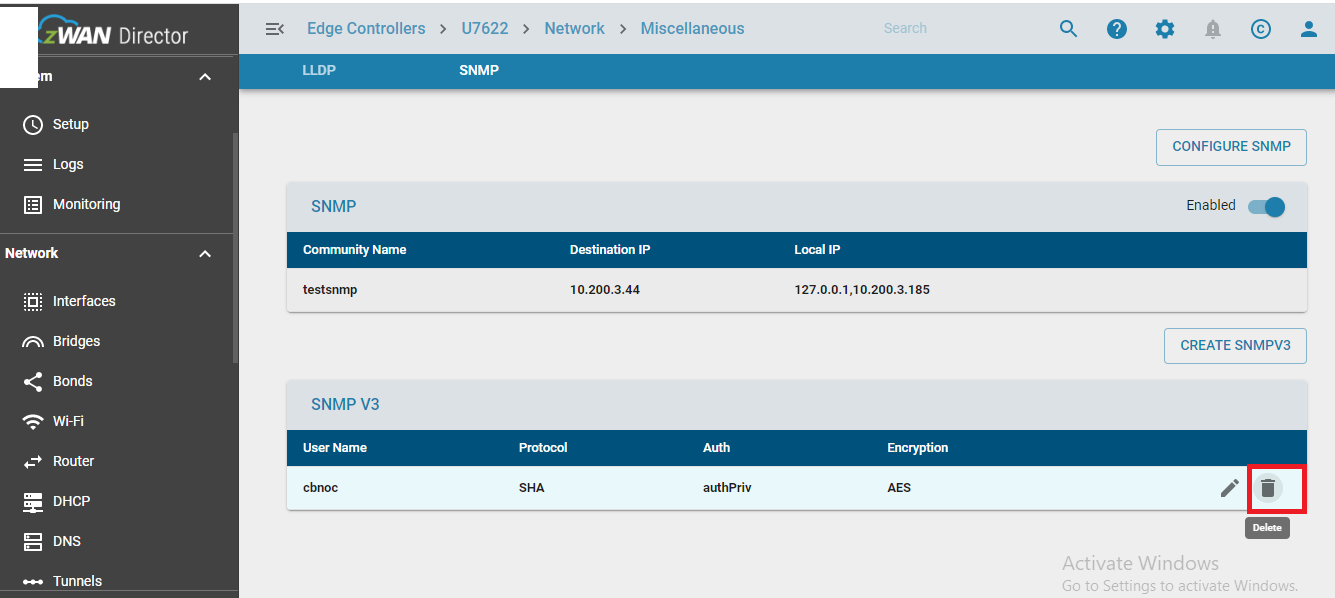 zWAN Director
em
Setup
Logs
Monitoring
Network
Interfaces
Bridges
Bonds
Wi-Fi
Router
DHCP
DNS
Tunnels
Edge Controllers > U7622 > Network > Miscellaneous
Search
LLDP SNMP
CONFIGURE SNMP
SNMP Enabled
Community Name Destination IP Local IP
testsnmp 10.200.3.44 127.0.0.1,10.200.3.185
CREATE SNMPV3
SNMP V3
User Name Protocol Auth Encryption
cbnoc SHA authPriv AES
Delete
Activate Windows
Go to Settings to activate Windows.